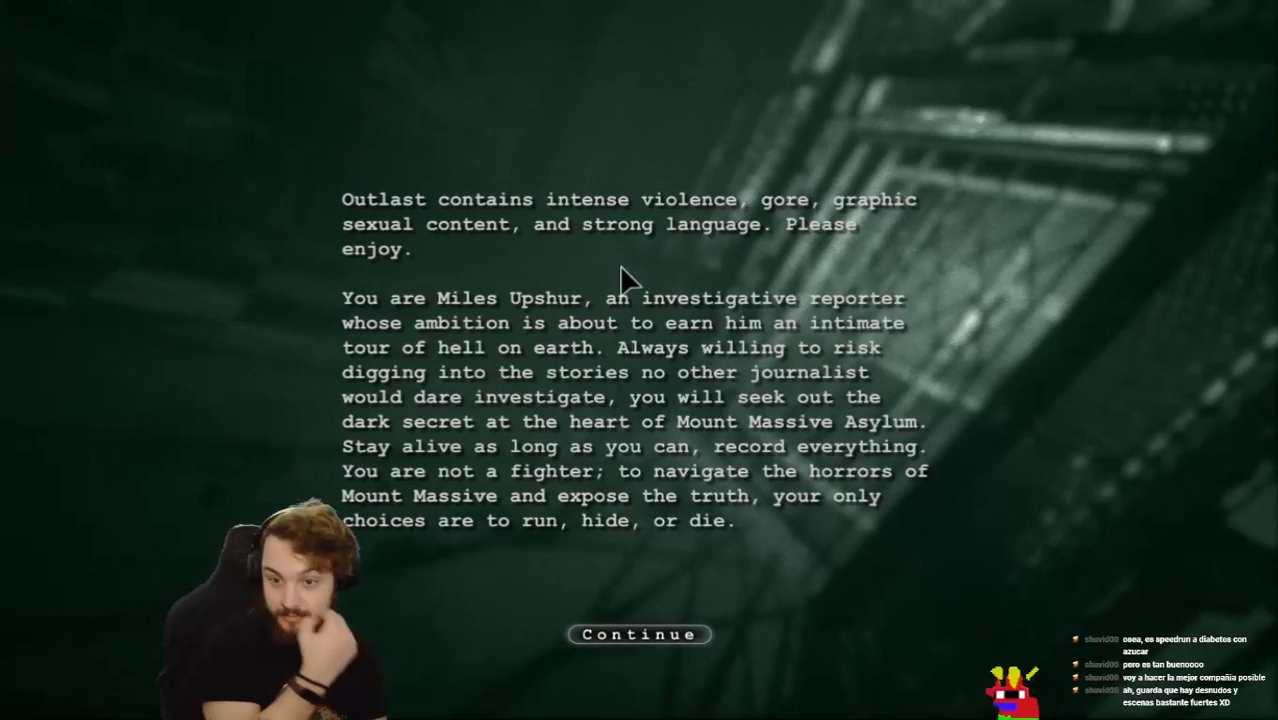 Outlast contains intense violence, gore, graphic
sexual content, and strong language. Please
enjoy.
You are Miles Upshur, an investigative reporter
whose ambition is about to earn him an intimate
tour of hell on earth. Always willing to risk
digging into the stories no other journalist
would dare investigate, you will seek out the
dark secret at the heart of Mount Massive Asylum.
Stay alive as long as you can, record everything.
You are not a fighter; to navigate the horrors of
Mount Massive and expose the truth, your only
choices are to run, hide, or die.
Continue
shuvid00 osea, es speedrun a diabetes con
azucar
shuvid00 pero es tan buenoooo
shuvid00 voy a hacer la mejor compañia posible
shuvid00 ah, guarda que hay desnudos y
escenas bastante fuertes XD